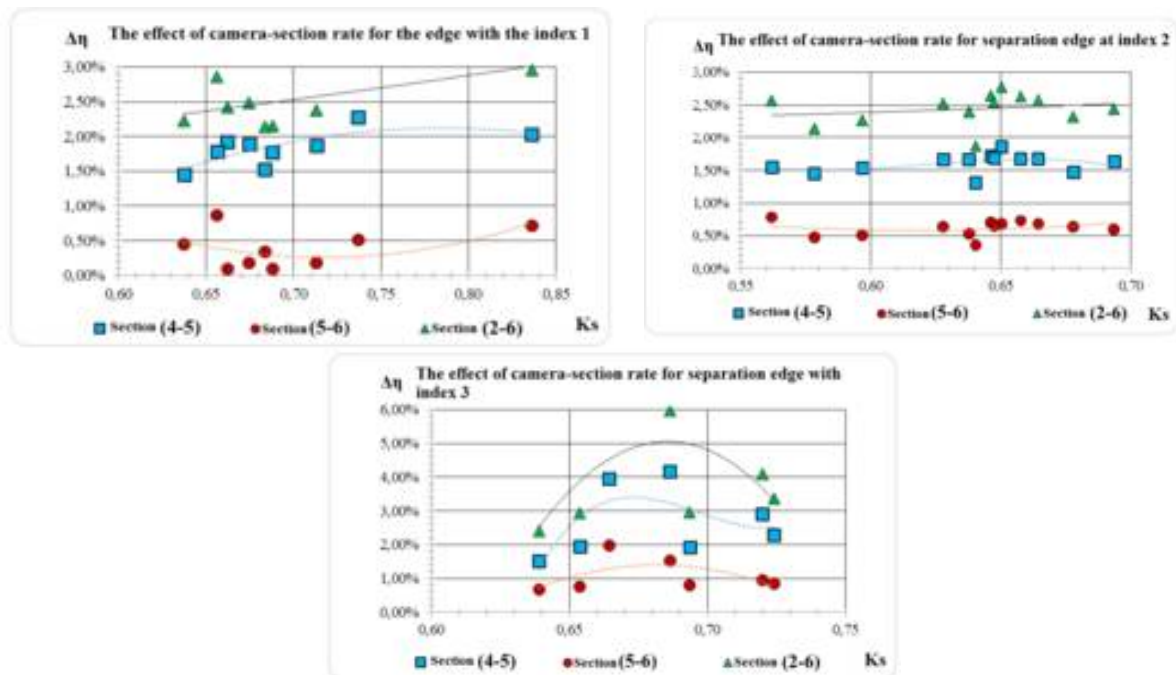 Δη The effect of camera-section rate for the edge with the index 1
3,00%
2,50%
2,00%
1,50%
1,00%
0,50%
0,00%
0,60 0,65 0,70 0,75 0,80 0,85
Section (4-5) Section (5-6) Section (2-6) Ks
Δη The effect of camera-section rate for separation edge at index 2
3,00%
2,50%
2,00%
1,50%
1,00%
0,50%
0,00%
0,55 0,60 0,65 0,70
Section (4-5) Section (5-6) Section (2-6) Ks
Δη The effect of camera-section rate for separation edge with
index 3
6,00%
5,00%
4,00%
3,00%
2,00%
1,00%
0,00%
0,60 0,65 0,70 0,75
Section (4-5) Section (5-6) Section (2-6) Ks